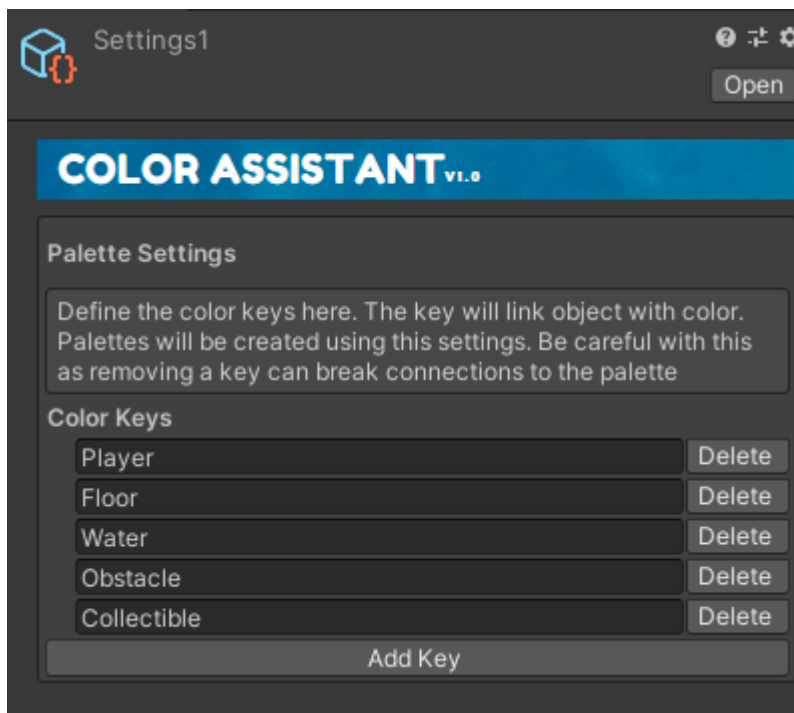 Settings1
Open
COLOR ASSISTANT V1.0
Palette Settings
Define the color keys here. The key will link object with color.
Palettes will be created using this settings. Be careful with this
as removing a key can break connections to the palette
Color Keys
Player Delete
Floor Delete
Water Delete
Obstacle Delete
Collectible Delete
Add Key